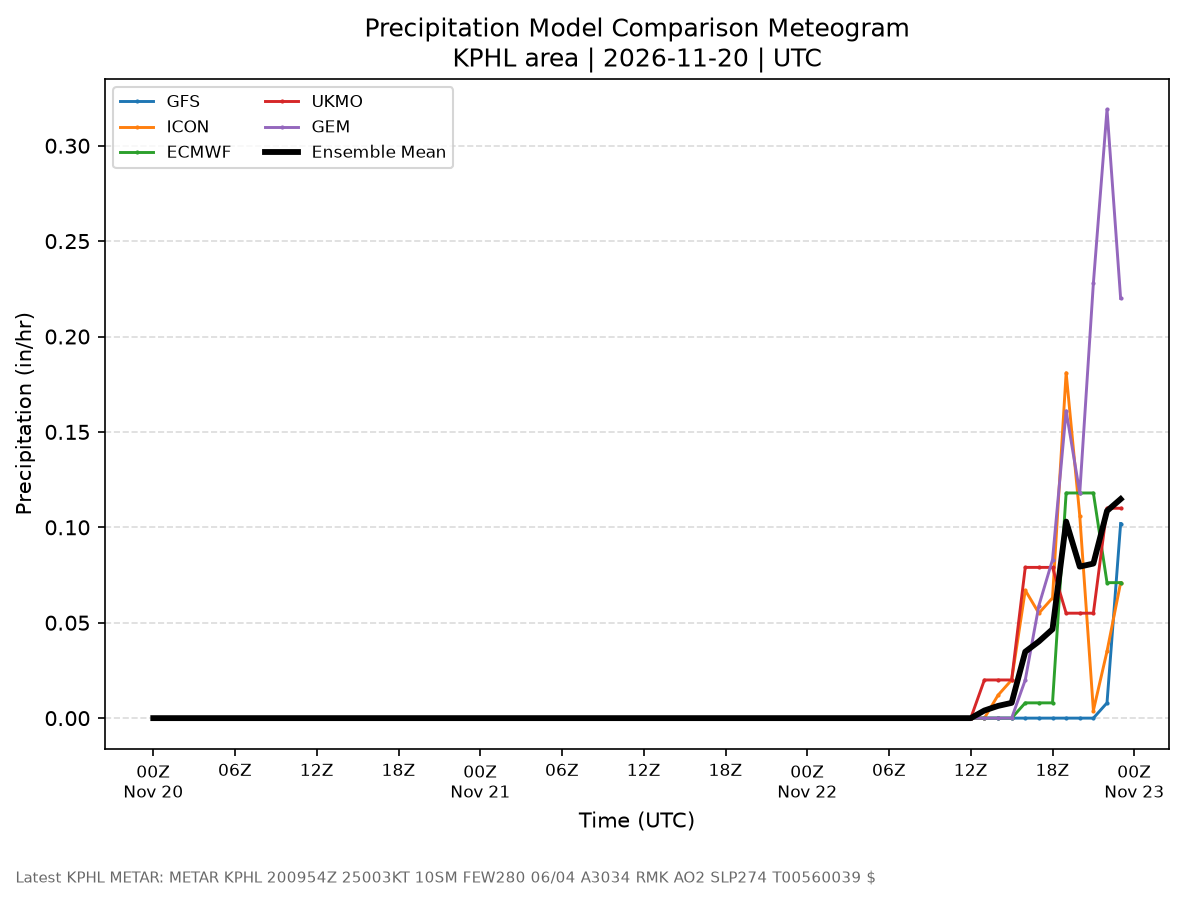 Precipitation Model Comparison Meteogram
KPHL area | 2026-11-20 | UTC
GFS
ICON
ECMWF
UKMO
GEM
Ensemble Mean
Precipitation (in/hr)
0.30
0.25
0.20
0.15
0.10
0.05
0.00
00Z 06Z 12Z 18Z 00Z 06Z 12Z 18Z 00Z 06Z 12Z 18Z 00Z
Nov 20 Nov 21 Nov 22 Nov 23
Time (UTC)
Latest KPHL METAR: METAR KPHL 200954Z 25003KT 10SM FEW280 06/04 A3034 RMK AO2 SLP274 T00560039 $